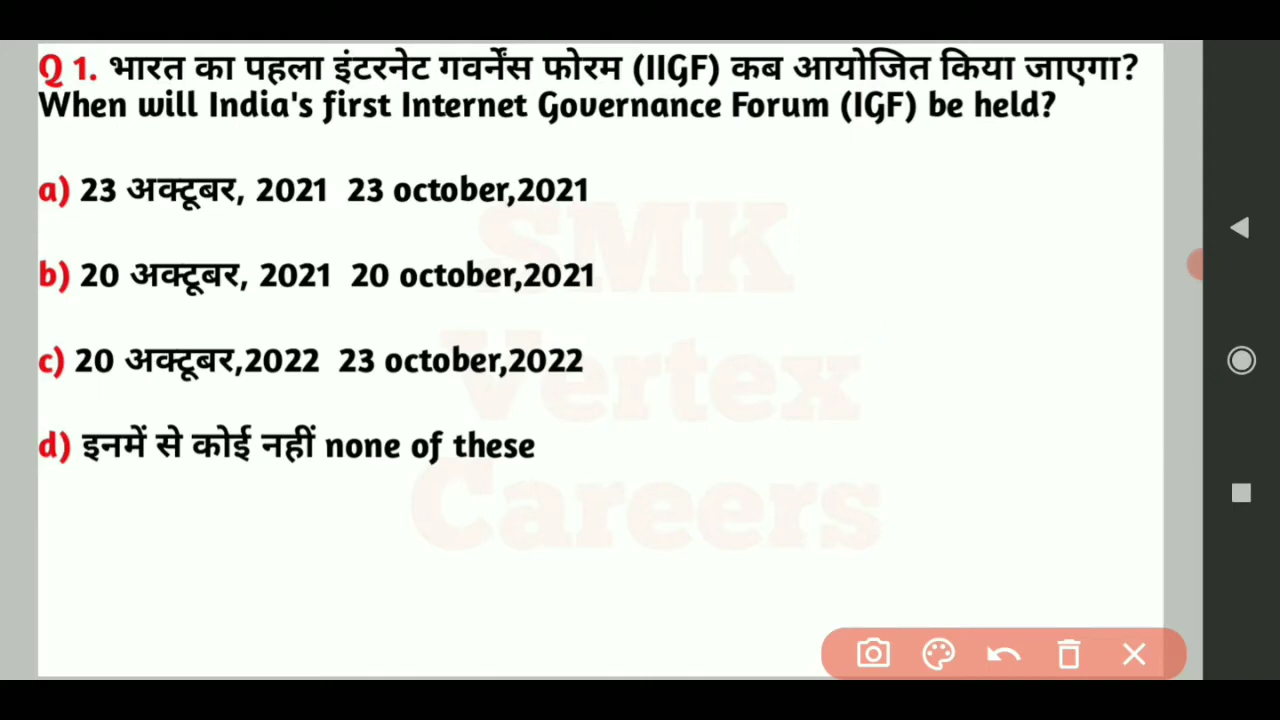 Q 1. भारत का पहला इंटरनेट गवर्नेंस फोरम (IIGF) कब आयोजित किया जाएगा?
When will India's first Internet Governance Forum (IGF) be held?
a) 23 अक्टूबर, 2021 23 october,2021
b) 20 अक्टूबर, 2021 20 october,2021
c) 20 अक्टूबर,2022 23 october,2022
d) इनमें से कोई नहीं none of these
SMK
Vertex
Careers